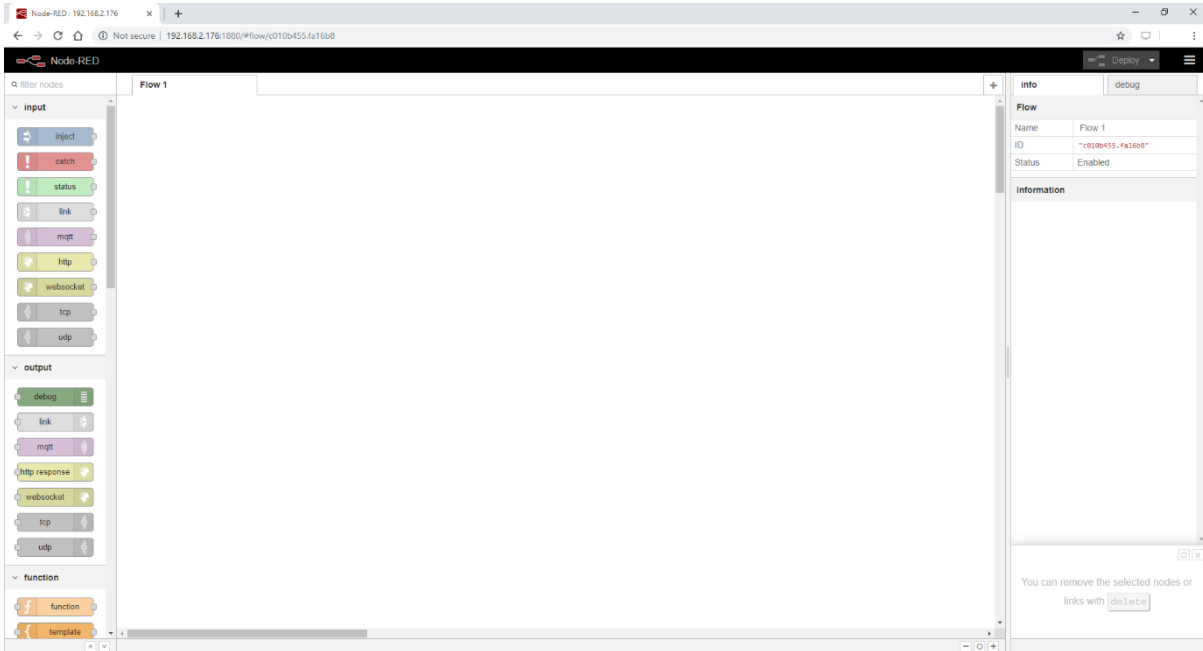 Node-RED : 192.168.2.176
Not secure | 192.168.2.176:1880/#flow/c010b455.fa16b8
Node-RED
Deploy
filter nodes
Flow 1
info
debug
input
inject
catch
status
link
mqtt
http
websocket
tcp
udp
output
debug
link
mqtt
http response
websocket
tcp
udp
function
function
template
Flow
Name Flow 1
ID "c010b455.fa16b8"
Status Enabled
Information
You can remove the selected nodes or
links with delete